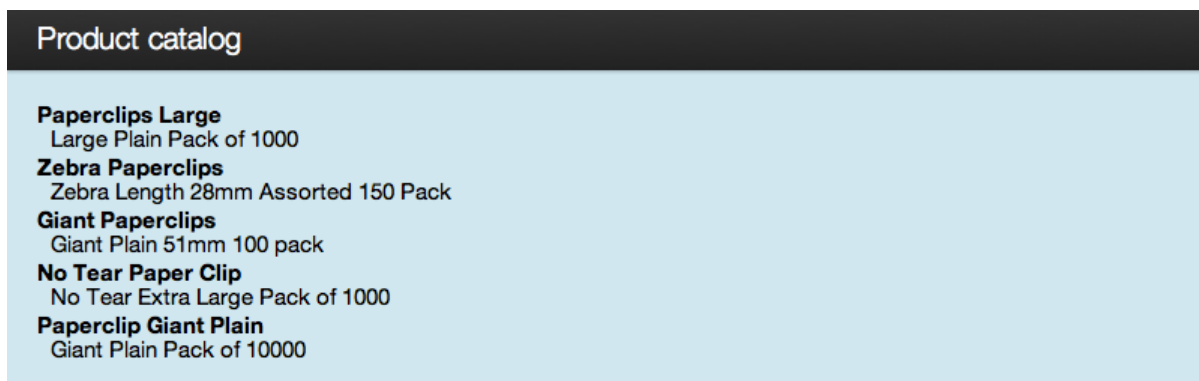 Product catalog
Paperclips Large
Large Plain Pack of 1000
Zebra Paperclips
Zebra Length 28mm Assorted 150 Pack
Giant Paperclips
Giant Plain 51mm 100 pack
No Tear Paper Clip
No Tear Extra Large Pack of 1000
Paperclip Giant Plain
Giant Plain Pack of 10000